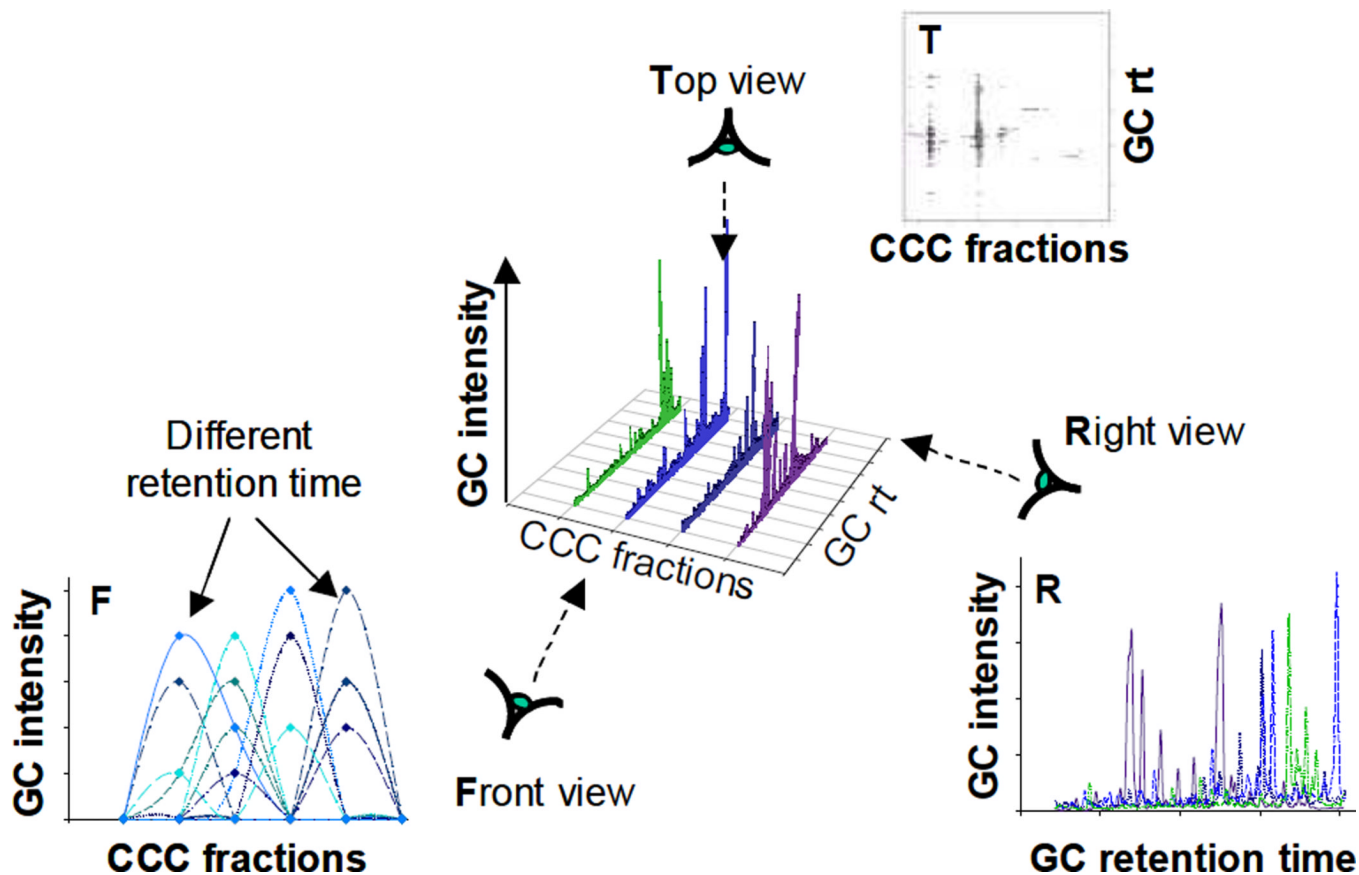 T
Top view
GC rt
CCC fractions
GC intensity
Different
retention time
Right view
CCC fractions
GC rt
F
GC intensity
R
GC intensity
Front view
CCC fractions
GC retention time